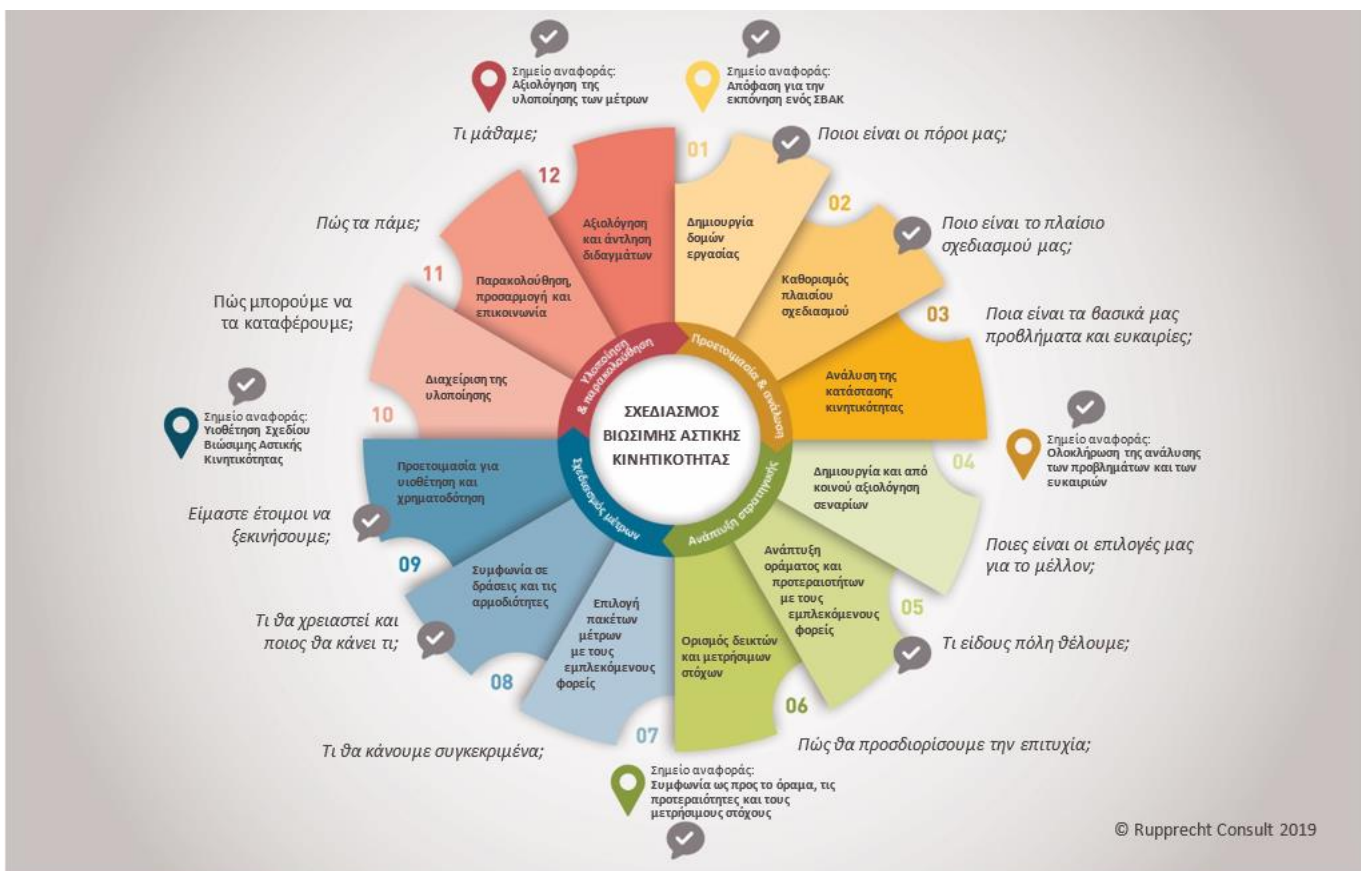 Σημείο αναφοράς:
Αξιολόγηση της
υλοποίησης των μέτρων
Σημείο αναφοράς:
Απόφαση για την
εκπόνηση ενός ΣΒΑΚ
Τι μάθαμε;
Ποιοι είναι οι πόροι μας;
12
01
Αξιολόγηση
και άντληση
διδαγμάτων
Δημιουργία
δομών
εργασίας
02
Πώς τα πάμε;
Ποιο είναι το πλαίσιο
σχεδιασμού μας;
11
Παρακολούθηση,
προσαρμογή και
επικοινωνία
Καθορισμός
πλαισίου
σχεδιασμού
03
Πώς μπορούμε να
τα καταφέρουμε;
Ποια είναι τα βασικά μας
προβλήματα και ευκαιρίες;
Υλοποίηση
& παρακολούθηση
Προετοιμασία & ανάλυση
Διαχείριση της
υλοποίησης
Ανάλυση της
κατάστασης
κινητικότητας
10
Σημείο αναφοράς:
Υιοθέτηση Σχεδίου
Βιώσιμης Αστικής
Κινητικότητας
ΣΧΕΔΙΑΣΜΟΣ
ΒΙΩΣΙΜΗΣ ΑΣΤΙΚΗΣ
ΚΙΝΗΤΙΚΟΤΗΤΑΣ
Σημείο αναφοράς:
Ολοκλήρωση της ανάλυσης
των προβλημάτων και των
ευκαιριών
04
Προετοιμασία για
υιοθέτηση και
χρηματοδότηση
Δημιουργία και από
κοινού αξιολόγηση
σεναρίων
Σχεδιασμός μέτρων
Ανάπτυξη στρατηγικής
Είμαστε έτοιμοι να
ξεκινήσουμε;
Ποιες είναι οι επιλογές μας
για το μέλλον;
09
Συμφωνία σε
δράσεις και τις
αρμοδιότητες
Ανάπτυξη
οράματος και
προτεραιοτήτων
με τους
εμπλεκόμενους
φορείς
05
Τι θα χρειαστεί και
ποιος θα κάνει τι;
Επιλογή
πακέτων
μέτρων
με τους
εμπλεκόμενους
φορείς
Ορισμός δεικτών
και μετρήσιμων
στόχων
Τι είδους πόλη θέλουμε;
08
06
07
Τι θα κάνουμε συγκεκριμένα;
Πώς θα προσδιορίσουμε την επιτυχία;
Σημείο αναφοράς:
Συμφωνία ως προς το όραμα, τις
προτεραιότητες και τους
μετρήσιμους στόχους
© Rupprecht Consult 2019